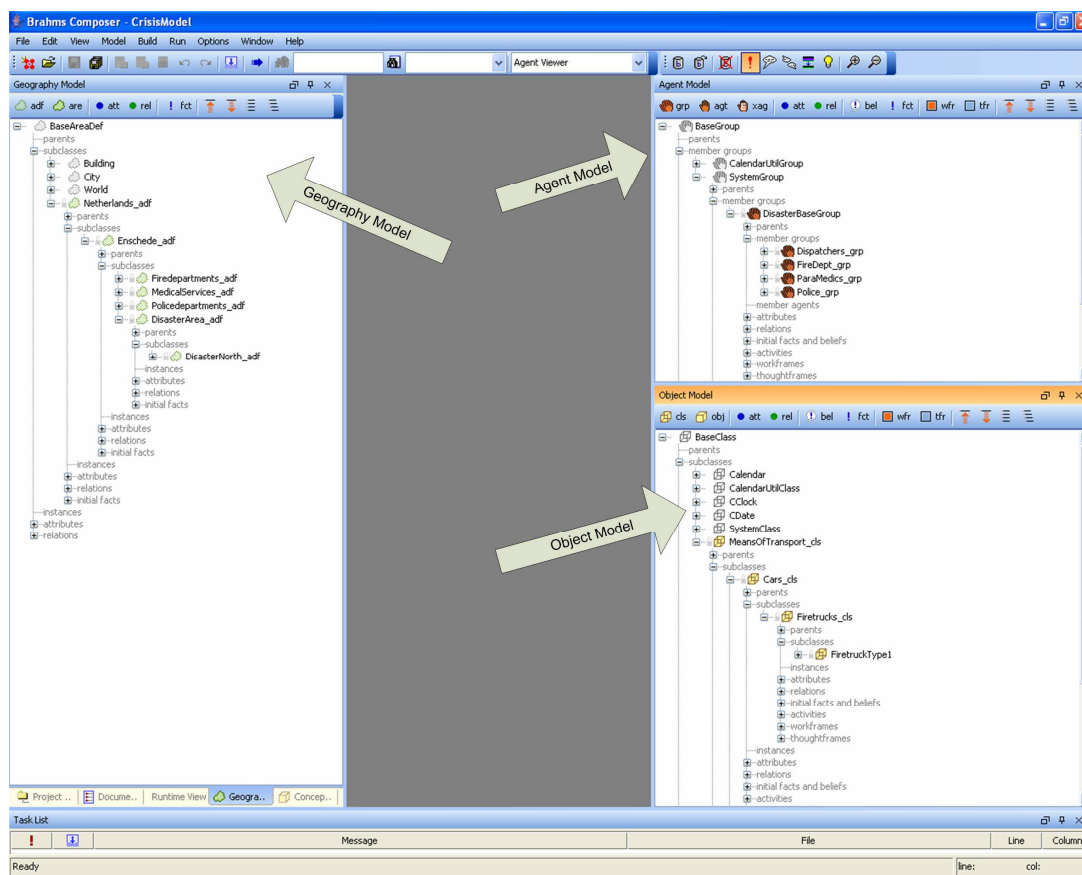 Brahms Composer - CrisisModel
File Edit View Model Build Run Options Window Help
Agent Viewer
Geography Model
adf are att rel fct
BaseAreaDef
parents
subclasses
Building
City
World
Netherlands_adf
parents
subclasses
Enschede_adf
parents
subclasses
Firedepartments_adf
MedicalServices_adf
Policedepartments_adf
DisasterArea_adf
parents
subclasses
DisasterNorth_adf
instances
attributes
relations
initial facts
instances
attributes
relations
initial facts
instances
attributes
relations
initial facts
instances
attributes
relations
Geography Model
Project .. Docume.. Runtime View Geogra.. Concep..
Agent Model
Object Model
Agent Model
grp agt xag att rel bel fct wfr tfr
BaseGroup
parents
member groups
CalendarUtilGroup
SystemGroup
parents
member groups
DisasterBaseGroup
parents
member groups
Dispatchers_grp
FireDept_grp
ParaMedics_grp
Police_grp
member agents
attributes
relations
initial facts and beliefs
activities
workframes
thoughtframes
Object Model
cls obj att rel bel fct wfr tfr
BaseClass
parents
subclasses
Calendar
CalendarUtilClass
CClock
CDate
SystemClass
MeansOfTransport_cls
parents
subclasses
Cars_cls
parents
subclasses
Firetrucks_cls
parents
subclasses
FiretruckType1
instances
attributes
relations
initial facts and beliefs
activities
workframes
thoughtframes
instances
attributes
relations
initial facts and beliefs
activities
Task List
! Message File Line Column
Ready line: col: